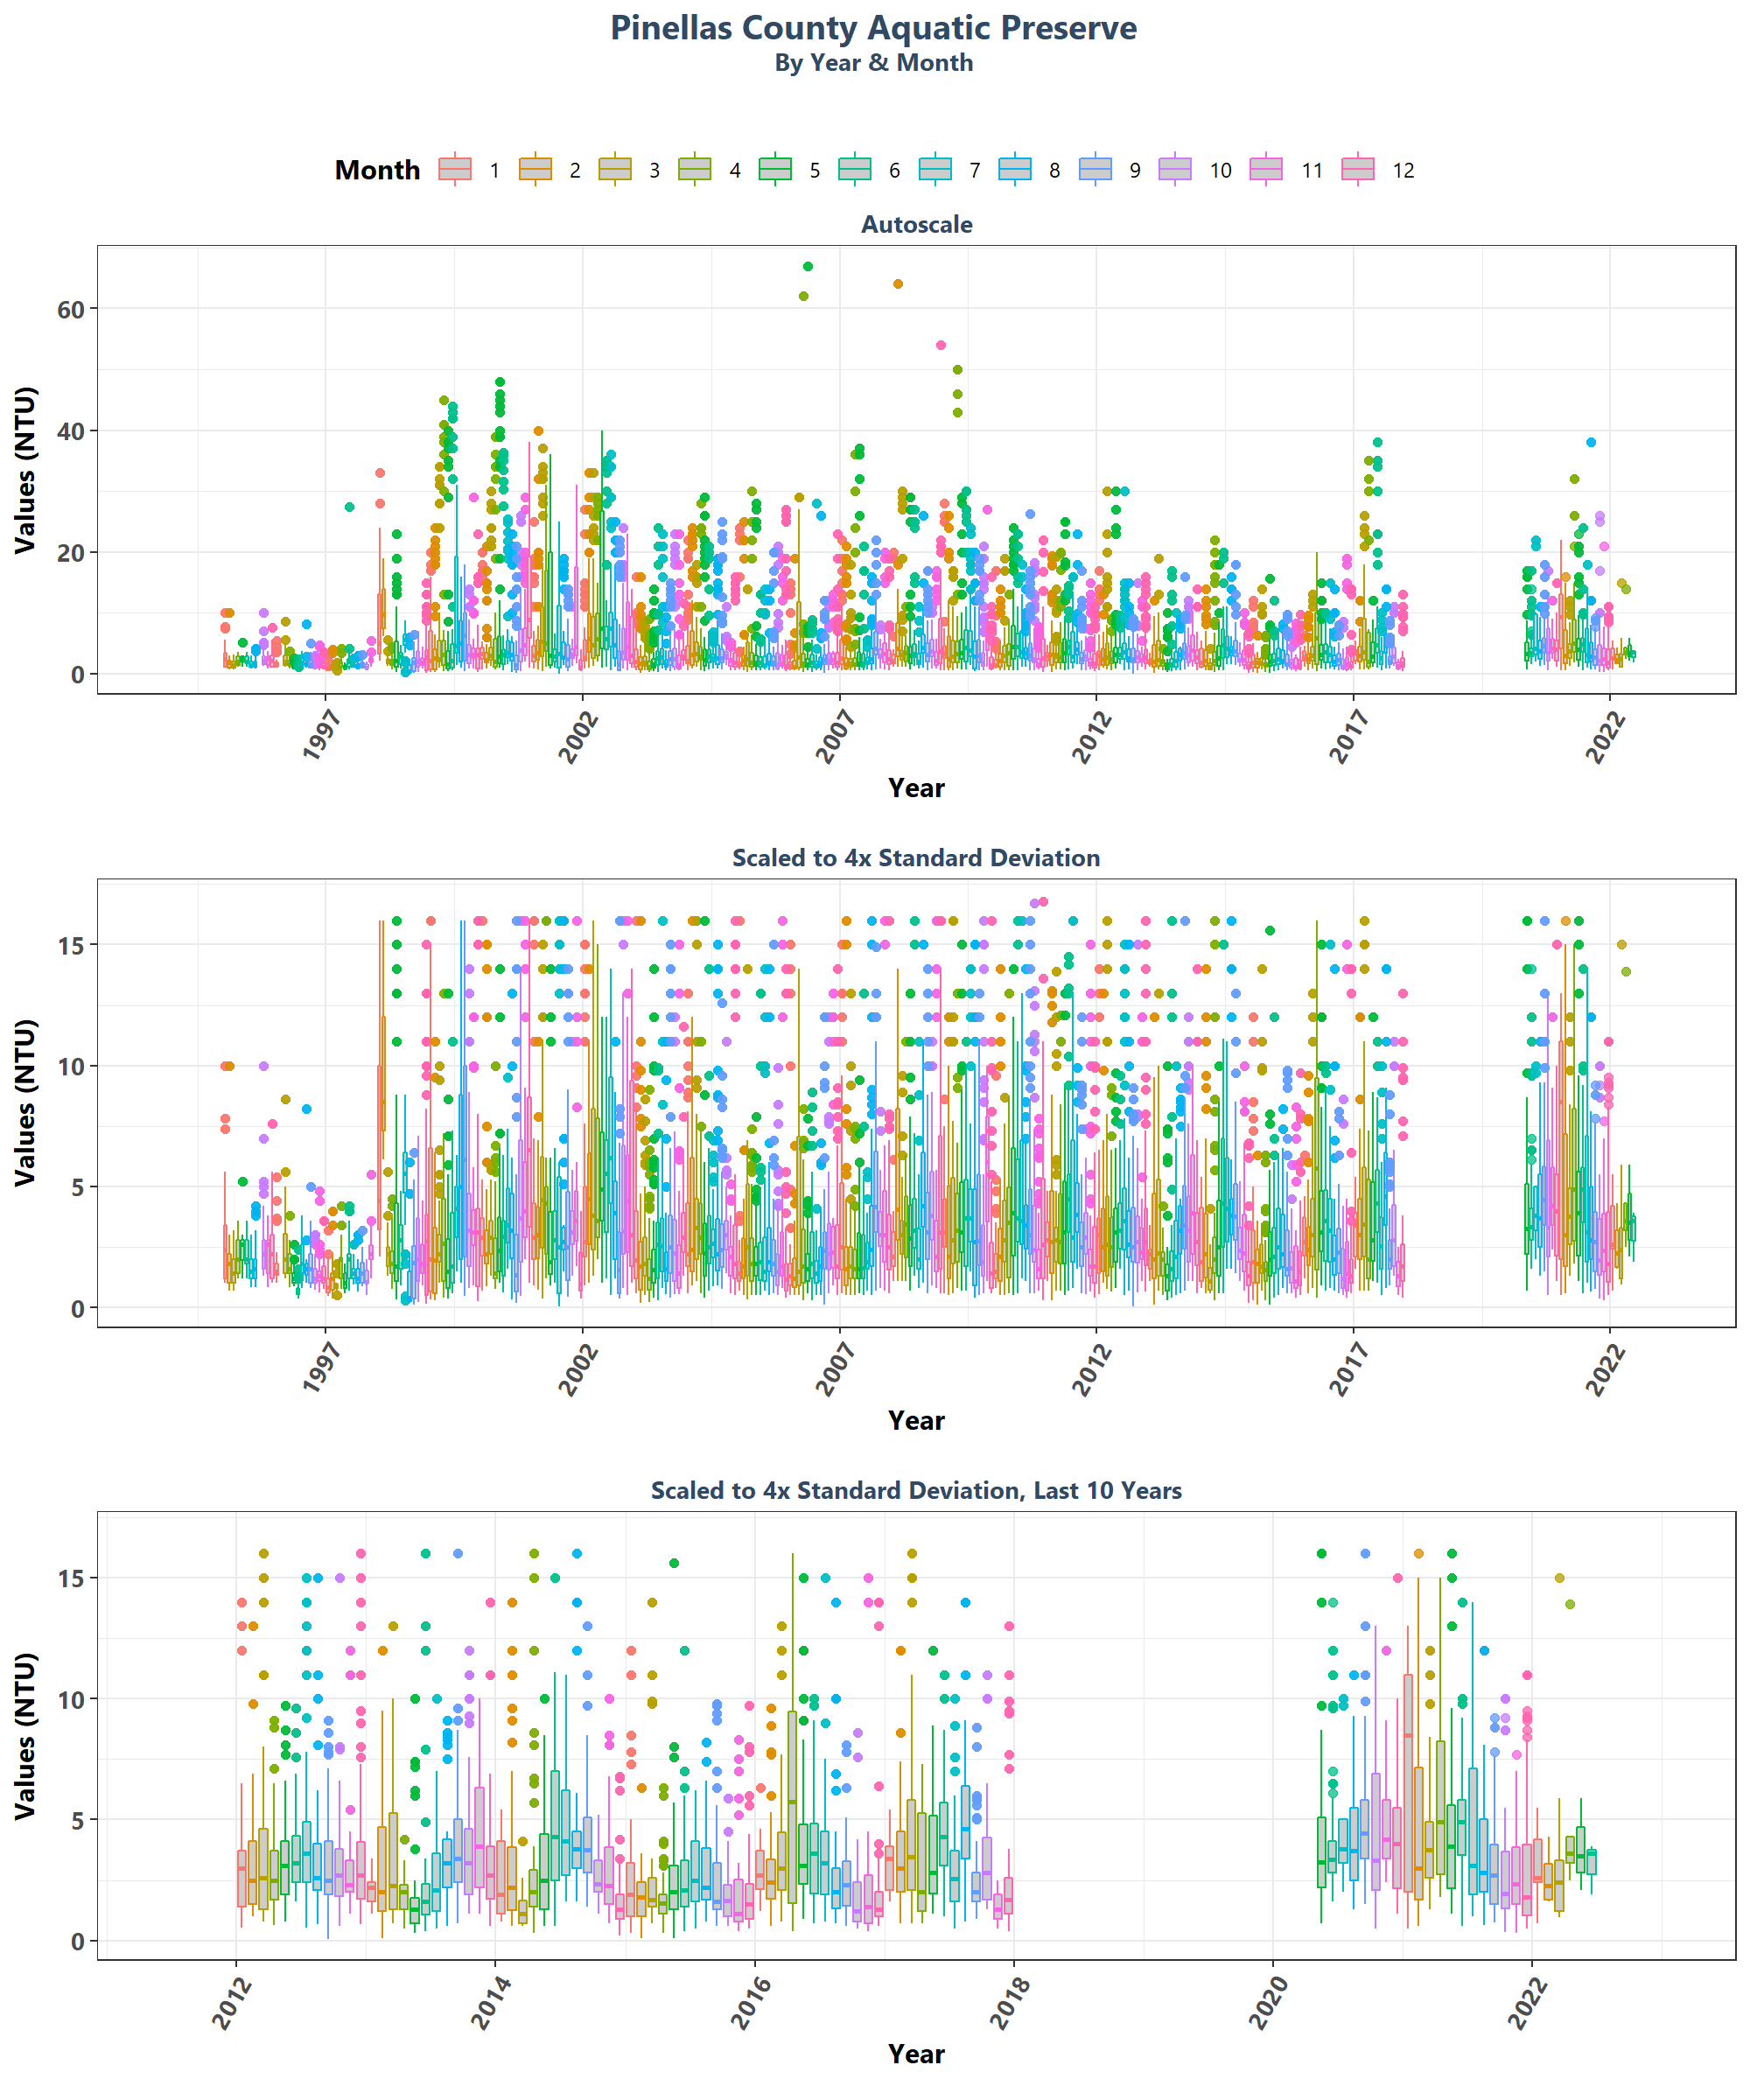 Pinellas County Aquatic Preserve
By Year & Month
Month 1 2 3 4 5 6 7 8 9 10 11 12
Autoscale
Values (NTU)
60
40
20
0
1997 2002 2007 2012 2017 2022
Year
Scaled to 4x Standard Deviation
Values (NTU)
15
10
5
0
1997 2002 2007 2012 2017 2022
Year
Scaled to 4x Standard Deviation, Last 10 Years
Values (NTU)
15
10
5
0
2012 2014 2016 2018 2020 2022
Year